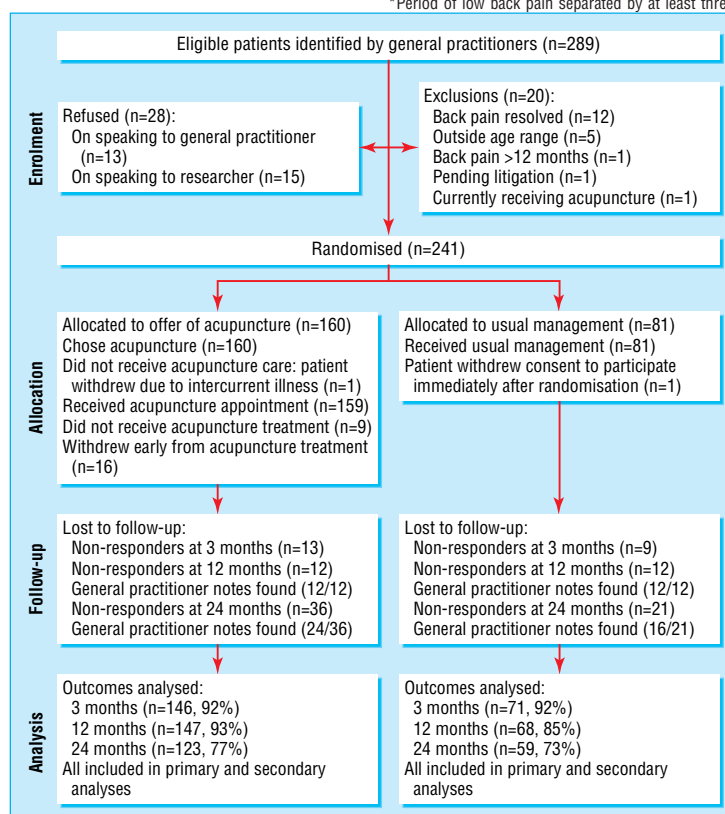 *Period of low back pain separated by at least thre
Eligible patients identified by general practitioners (n=289)
Enrolment
Refused (n=28):
On speaking to general practitioner
(n=13)
On speaking to researcher (n=15)
Exclusions (n=20):
Back pain resolved (n=12)
Outside age range (n=5)
Back pain >12 months (n=1)
Pending litigation (n=1)
Currently receiving acupuncture (n=1)
Randomised (n=241)
Allocation
Allocated to offer of acupuncture (n=160)
Chose acupuncture (n=160)
Did not receive acupuncture care: patient
withdrew due to intercurrent illness (n=1)
Received acupuncture appointment (n=159)
Did not receive acupuncture treatment (n=9)
Withdrew early from acupuncture treatment
(n=16)
Allocated to usual management (n=81)
Received usual management (n=81)
Patient withdrew consent to participate
immediately after randomisation (n=1)
Follow-up
Lost to follow-up:
Non-responders at 3 months (n=13)
Non-responders at 12 months (n=12)
General practitioner notes found (12/12)
Non-responders at 24 months (n=36)
General practitioner notes found (24/36)
Lost to follow-up:
Non-responders at 3 months (n=9)
Non-responders at 12 months (n=12)
General practitioner notes found (12/12)
Non-responders at 24 months (n=21)
General practitioner notes found (16/21)
Analysis
Outcomes analysed:
3 months (n=146, 92%)
12 months (n=147, 93%)
24 months (n=123, 77%)
All included in primary and secondary
analyses
Outcomes analysed:
3 months (n=71, 92%)
12 months (n=68, 85%)
24 months (n=59, 73%)
All included in primary and secondary
analyses